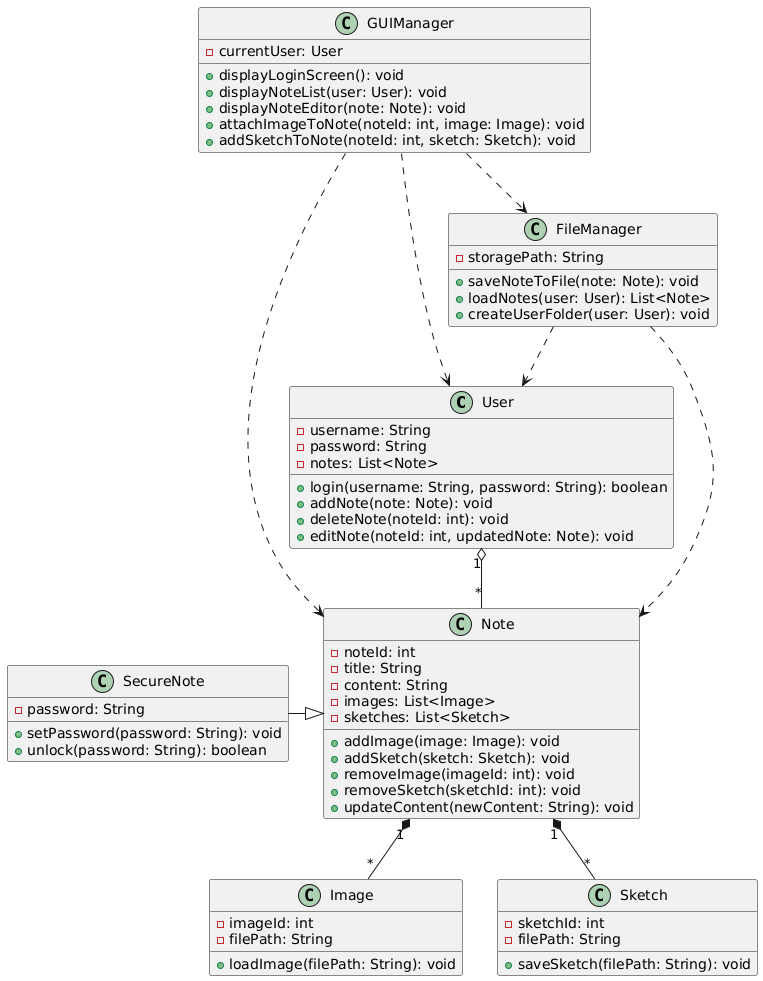 C GUIManager
currentUser: User
displayLoginScreen(): void
displayNoteList(user: User): void
displayNoteEditor(note: Note): void
attachImageToNote(noteId: int, image: Image): void
addSketchToNote(noteId: int, sketch: Sketch): void
C FileManager
storagePath: String
saveNoteToFile(note: Note): void
loadNotes(user: User): List<Note>
createUserFolder(user: User): void
C User
username: String
password: String
notes: List<Note>
login(username: String, password: String): boolean
addNote(note: Note): void
deleteNote(noteId: int): void
editNote(noteId: int, updatedNote: Note): void
1
*
C Note
noteId: int
title: String
content: String
images: List<Image>
sketches: List<Sketch>
addImage(image: Image): void
addSketch(sketch: Sketch): void
removeImage(imageId: int): void
removeSketch(sketchId: int): void
updateContent(newContent: String): void
C SecureNote
password: String
setPassword(password: String): void
unlock(password: String): boolean
1
1
*
*
C Image
imageId: int
filePath: String
loadImage(filePath: String): void
C Sketch
sketchId: int
filePath: String
saveSketch(filePath: String): void